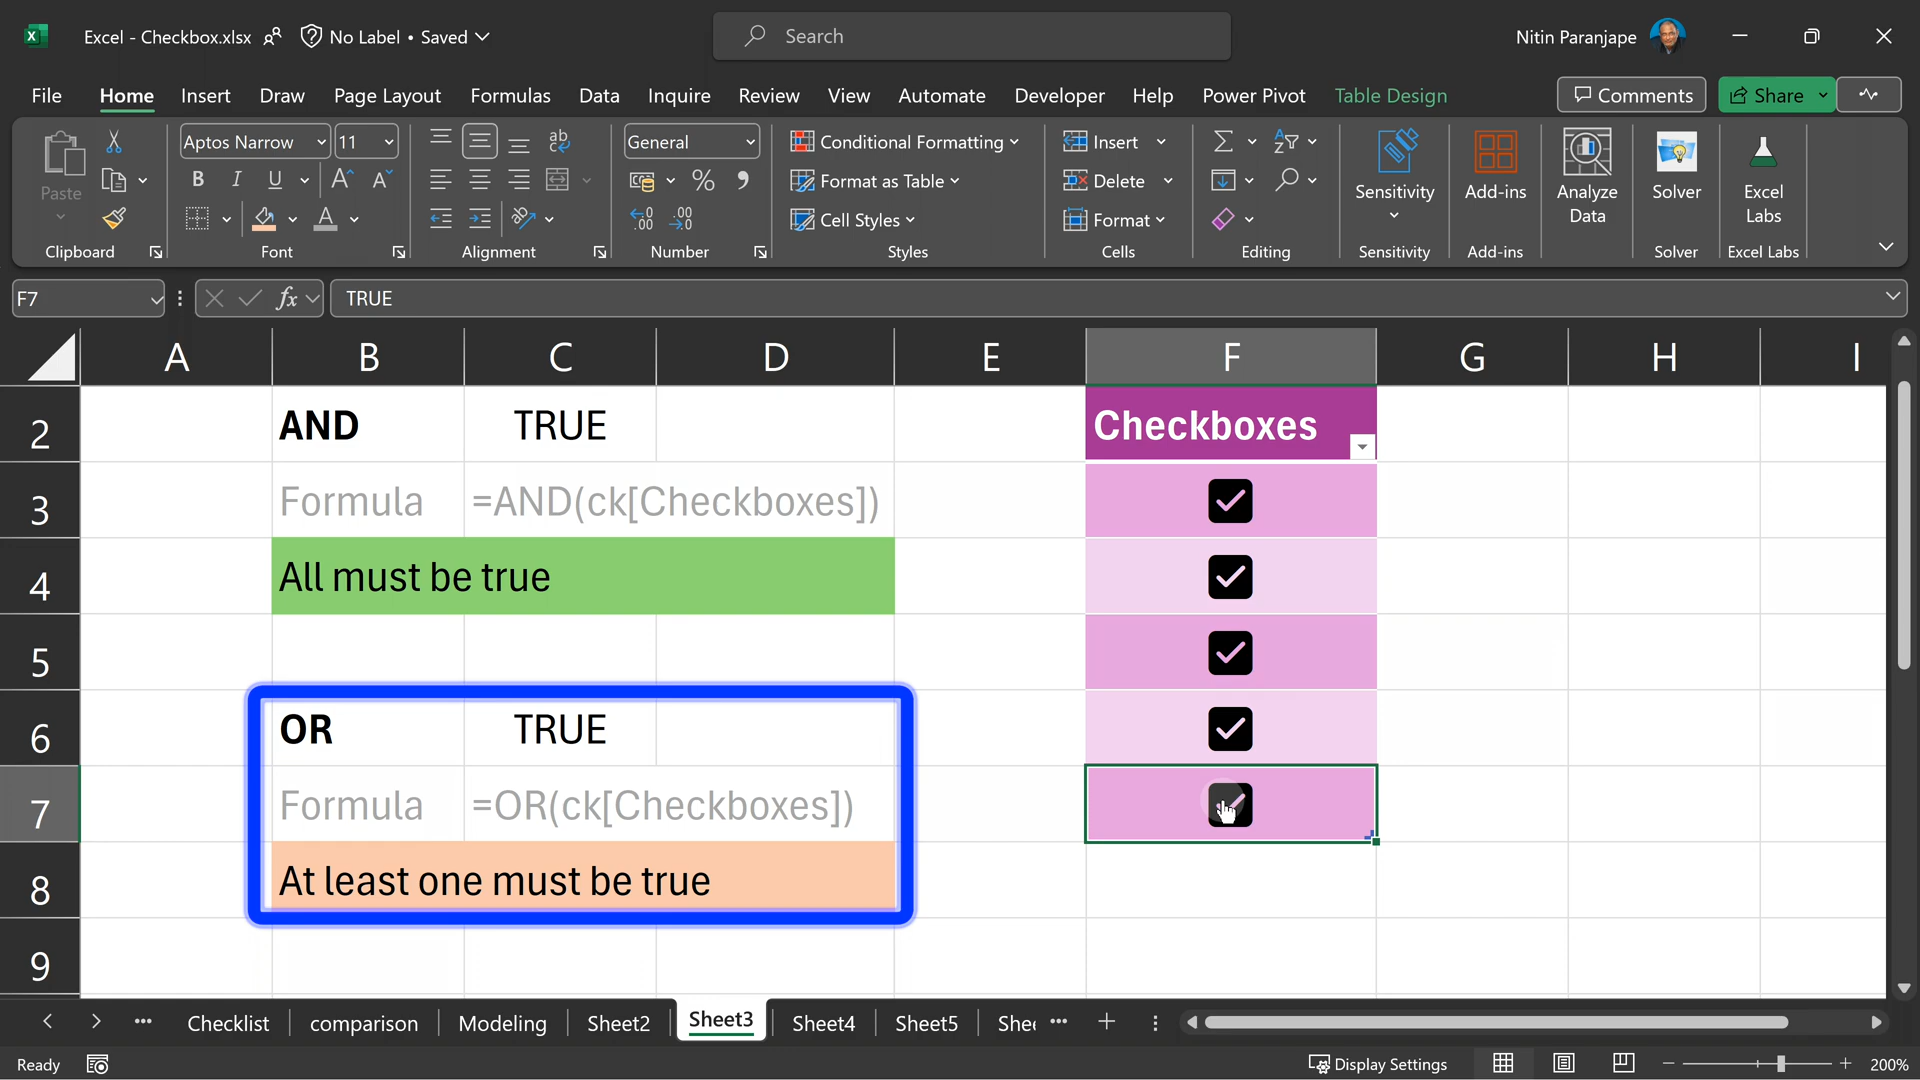 Excel - Checkbox.xlsx No Label • Saved
Search
Nitin Paranjape
File Home Insert Draw Page Layout Formulas Data Inquire Review View Automate Developer Help Power Pivot Table Design Comments Share
Paste
Clipboard
Aptos Narrow 11
B I U A A
A
Font
ab
Alignment
General
% 9
Number
Conditional Formatting
Format as Table
Cell Styles
Styles
Insert
Delete
Format
Cells
Editing
Sensitivity
Sensitivity
Add-ins
Add-ins
Analyze
Data
Solver
Solver
Excel
Labs
Excel Labs
F7 fx TRUE
A B C D E F G H I
2 AND TRUE Checkboxes
3 Formula =AND(ck[Checkboxes])
4 All must be true
5
6 OR TRUE
7 Formula =OR(ck[Checkboxes])
8 At least one must be true
9
Checklist comparison Modeling Sheet2 Sheet3 Sheet4 Sheet5 Shee
Ready Display Settings 200%